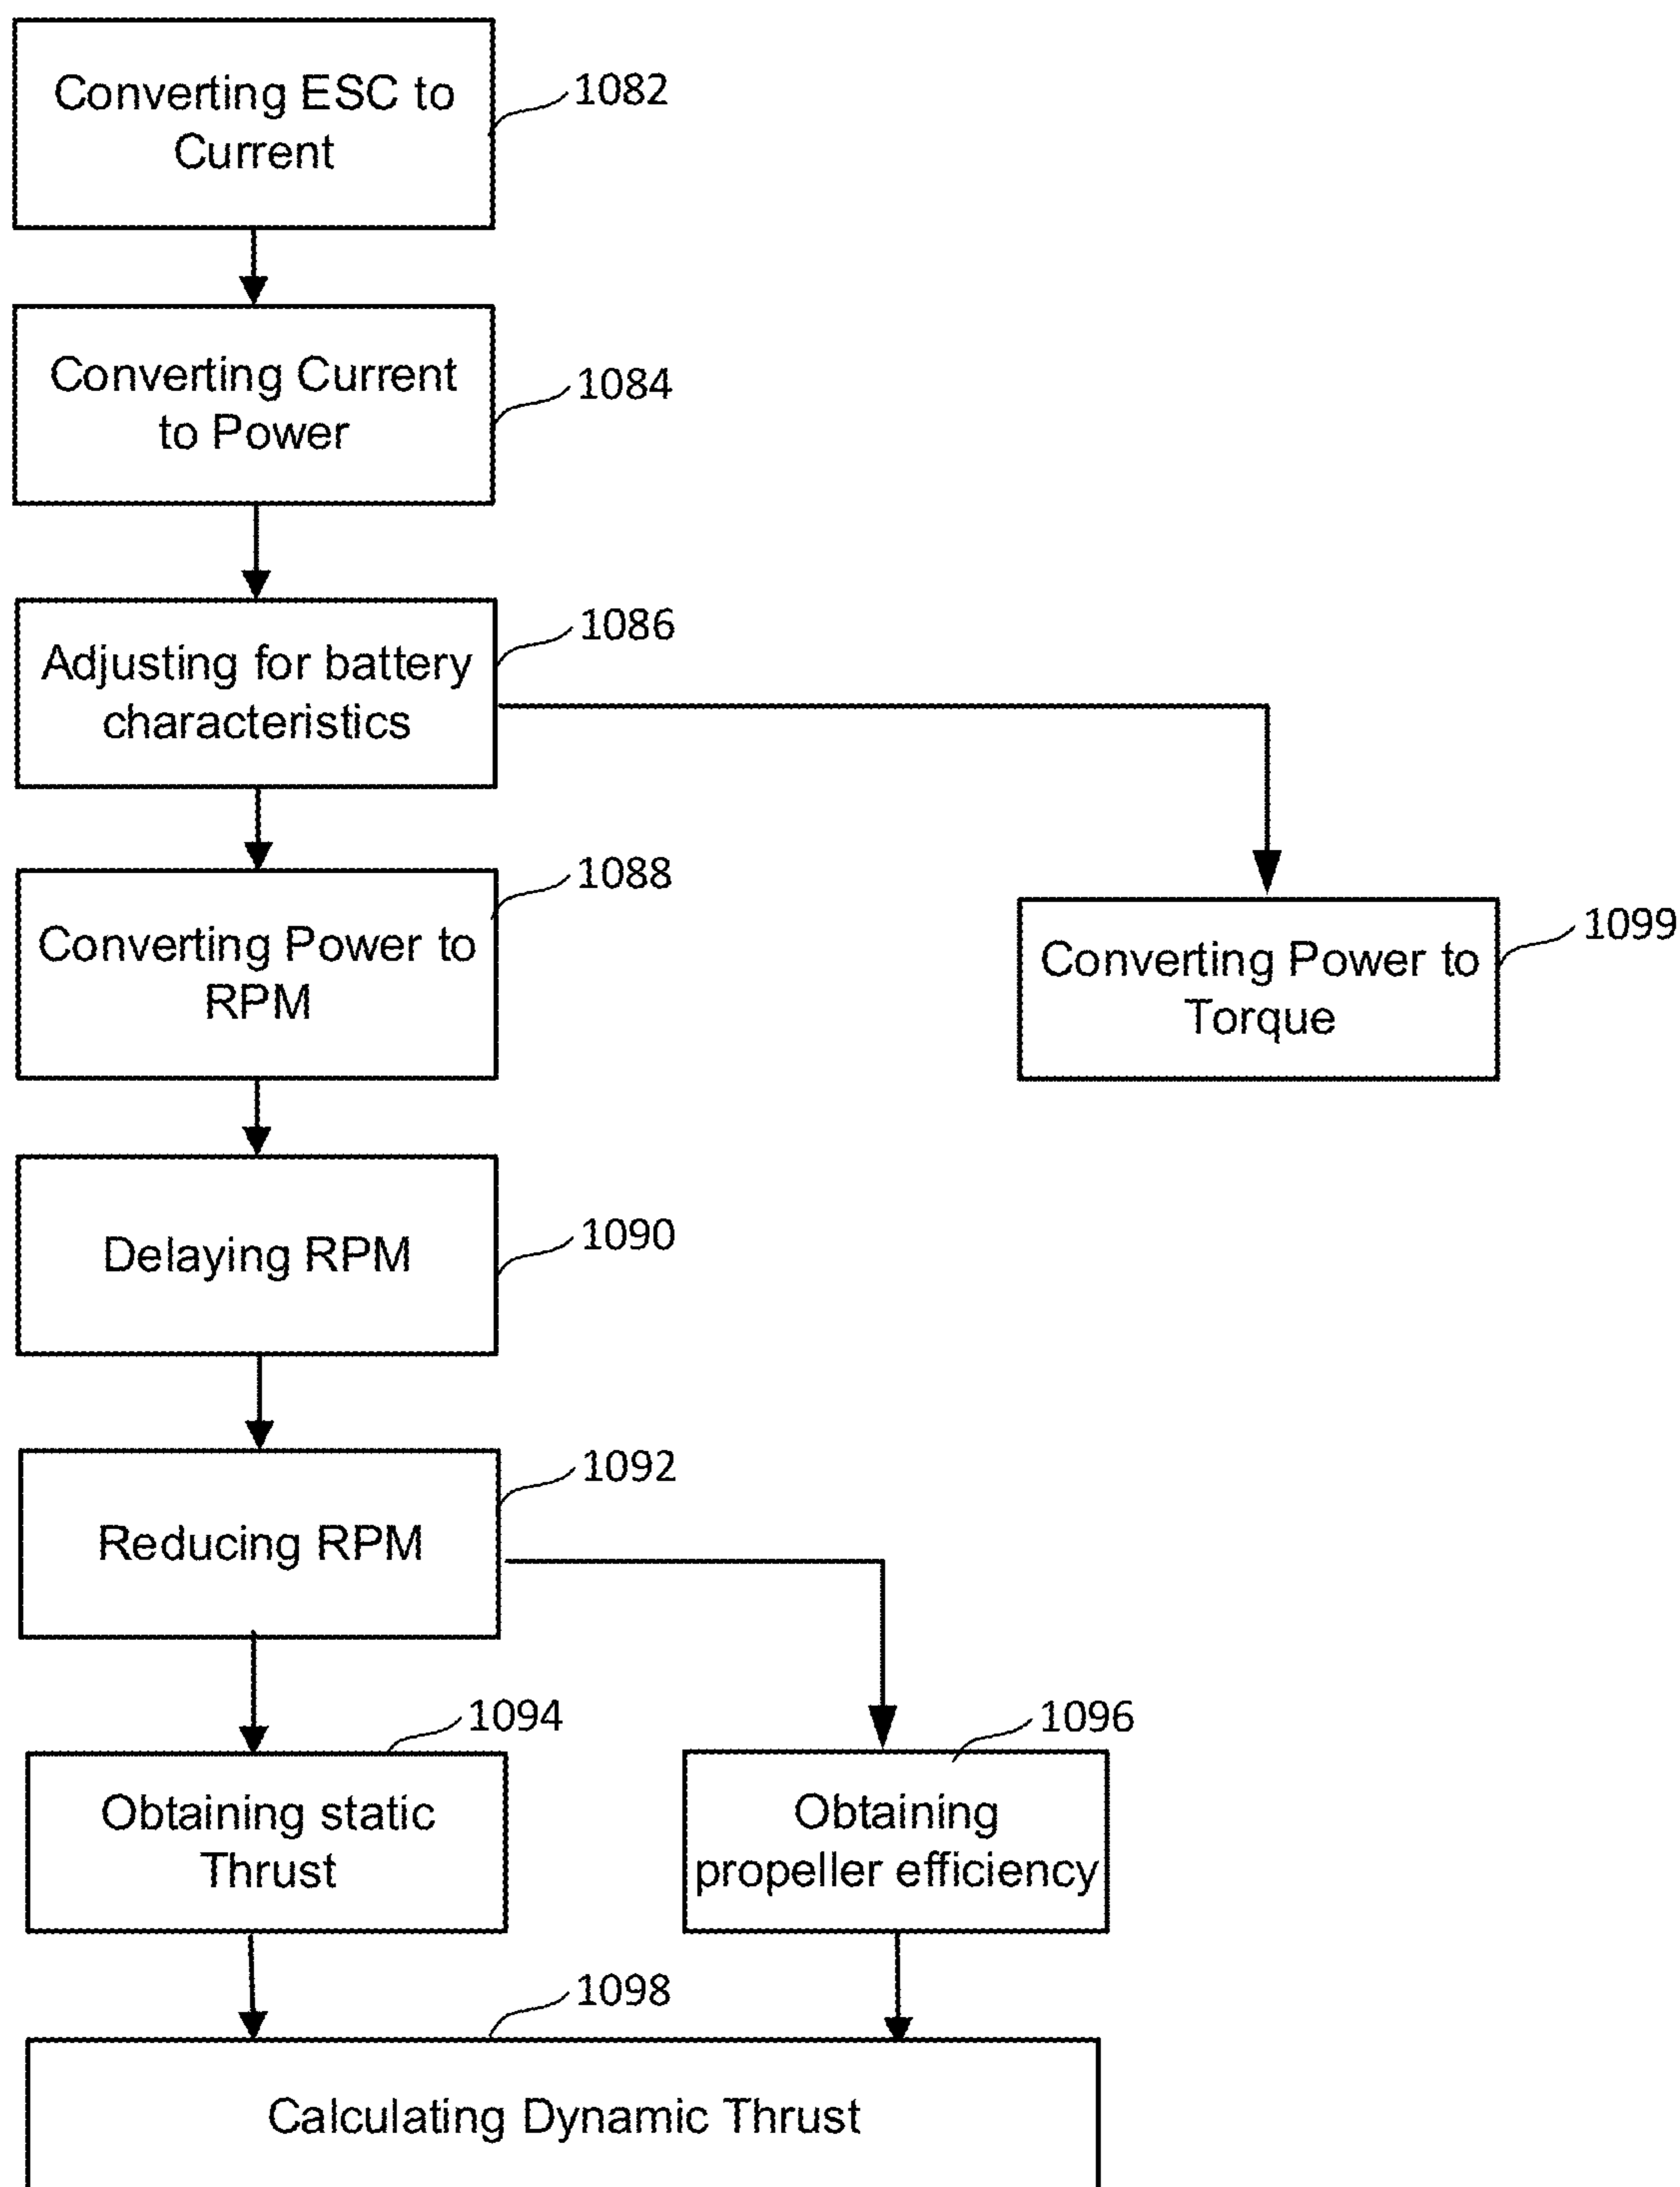 Converting ESC to
Current
1082
Converting Current
to Power
1084
Adjusting for battery
characteristics
1086
Converting Power to
RPM
1088
Converting Power to
Torque
1099
Delaying RPM
1090
Reducing RPM
1092
Obtaining static
Thrust
1094
Obtaining
propeller efficiency
1096
Calculating Dynamic Thrust
1098